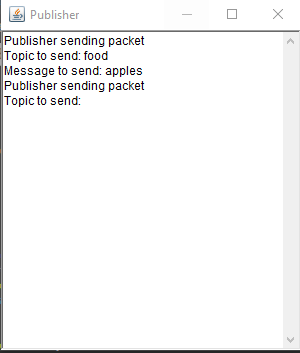 Publisher
Publisher sending packet
Topic to send: food
Message to send: apples
Publisher sending packet
Topic to send: